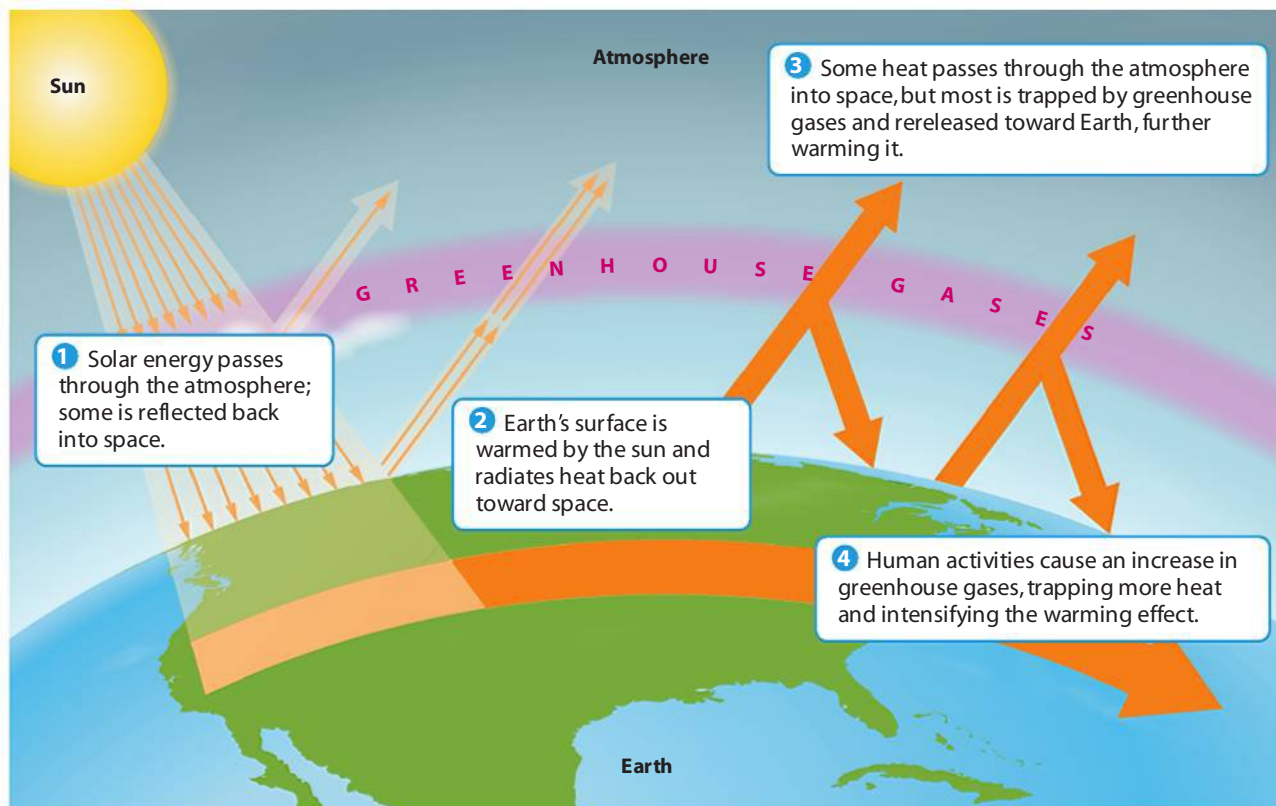 Sun
Atmosphere
3 Some heat passes through the atmosphere
into space, but most is trapped by greenhouse
gases and rereleased toward Earth, further
warming it.
GREENHOUSE GASES
1 Solar energy passes
through the atmosphere;
some is reflected back
into space.
2 Earth's surface is
warmed by the sun and
radiates heat back out
toward space.
4 Human activities cause an increase in
greenhouse gases, trapping more heat
and intensifying the warming effect.
Earth